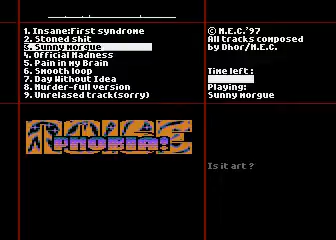 1. Insane:First syndrome
2. Stoned shit
3. Sunny morgue
4. Official Madness
5. Pain in my Brain
6. Smooth loop
7. Day Without Idea
8. Murder-full version
9. Unrelased track(sorry)
© M.E.C.'97
All tracks composed
by Dhor/M.E.C.
Time left :
Playing:
Sunny morgue
NOISE
PHOBIA!
Is it art ?